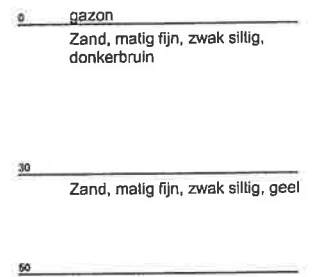 0 gazon
Zand, matig fijn, zwak siltig,
donkerbruin
30
Zand, matig fijn, zwak siltig, geel
50